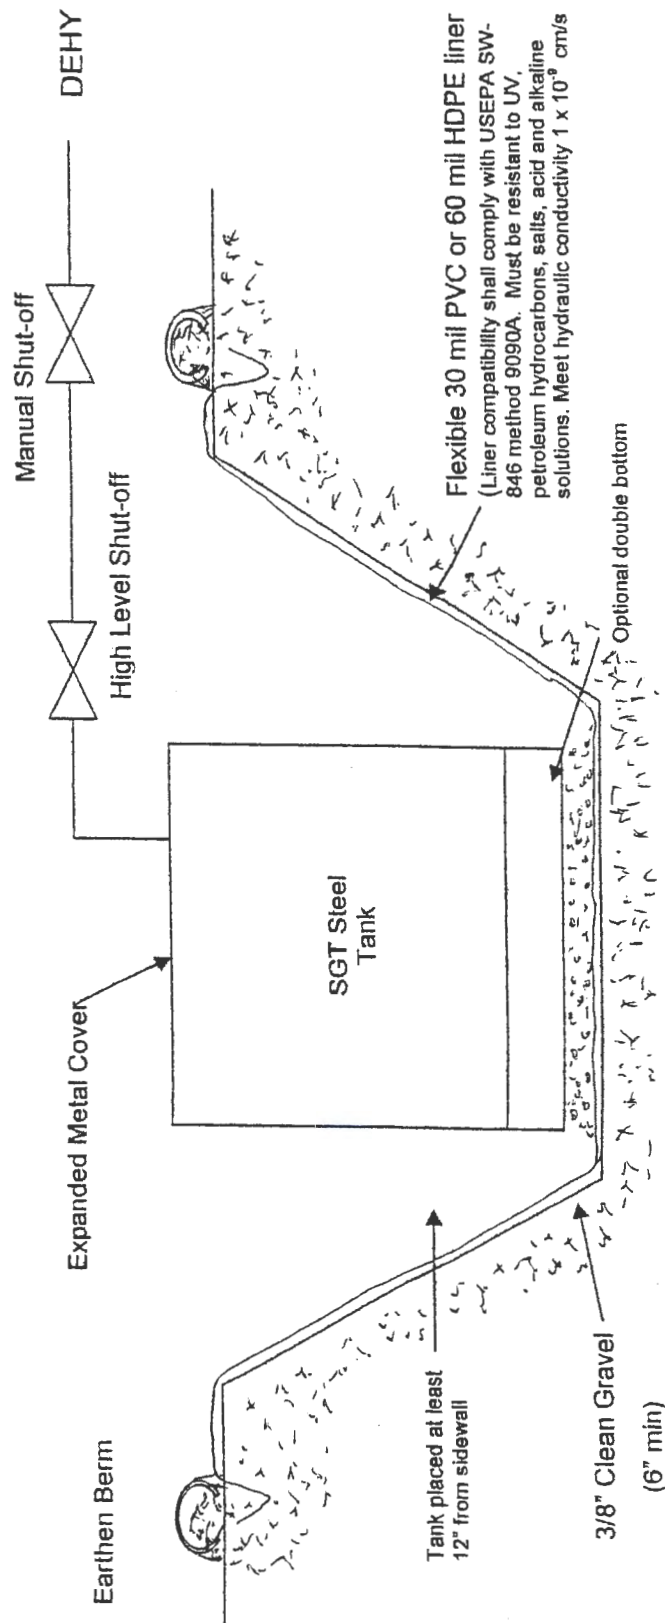 Earthen Berm
Expanded Metal Cover
High Level Shut-off
Manual Shut-off
DEHY
SGT Steel
Tank
Tank placed at least
12" from sidewall
3/8" Clean Gravel
(6" min)
Optional double bottom
Flexible 30 mil PVC or 60 mil HDPE liner
(Liner compatibility shall comply with USEPA SW-
846 method 9090A. Must be resistant to UV,
petroleum hydrocarbons, salts, acid and alkaline
solutions. Meet hydraulic conductivity 1 x 10⁻⁹ cm/s